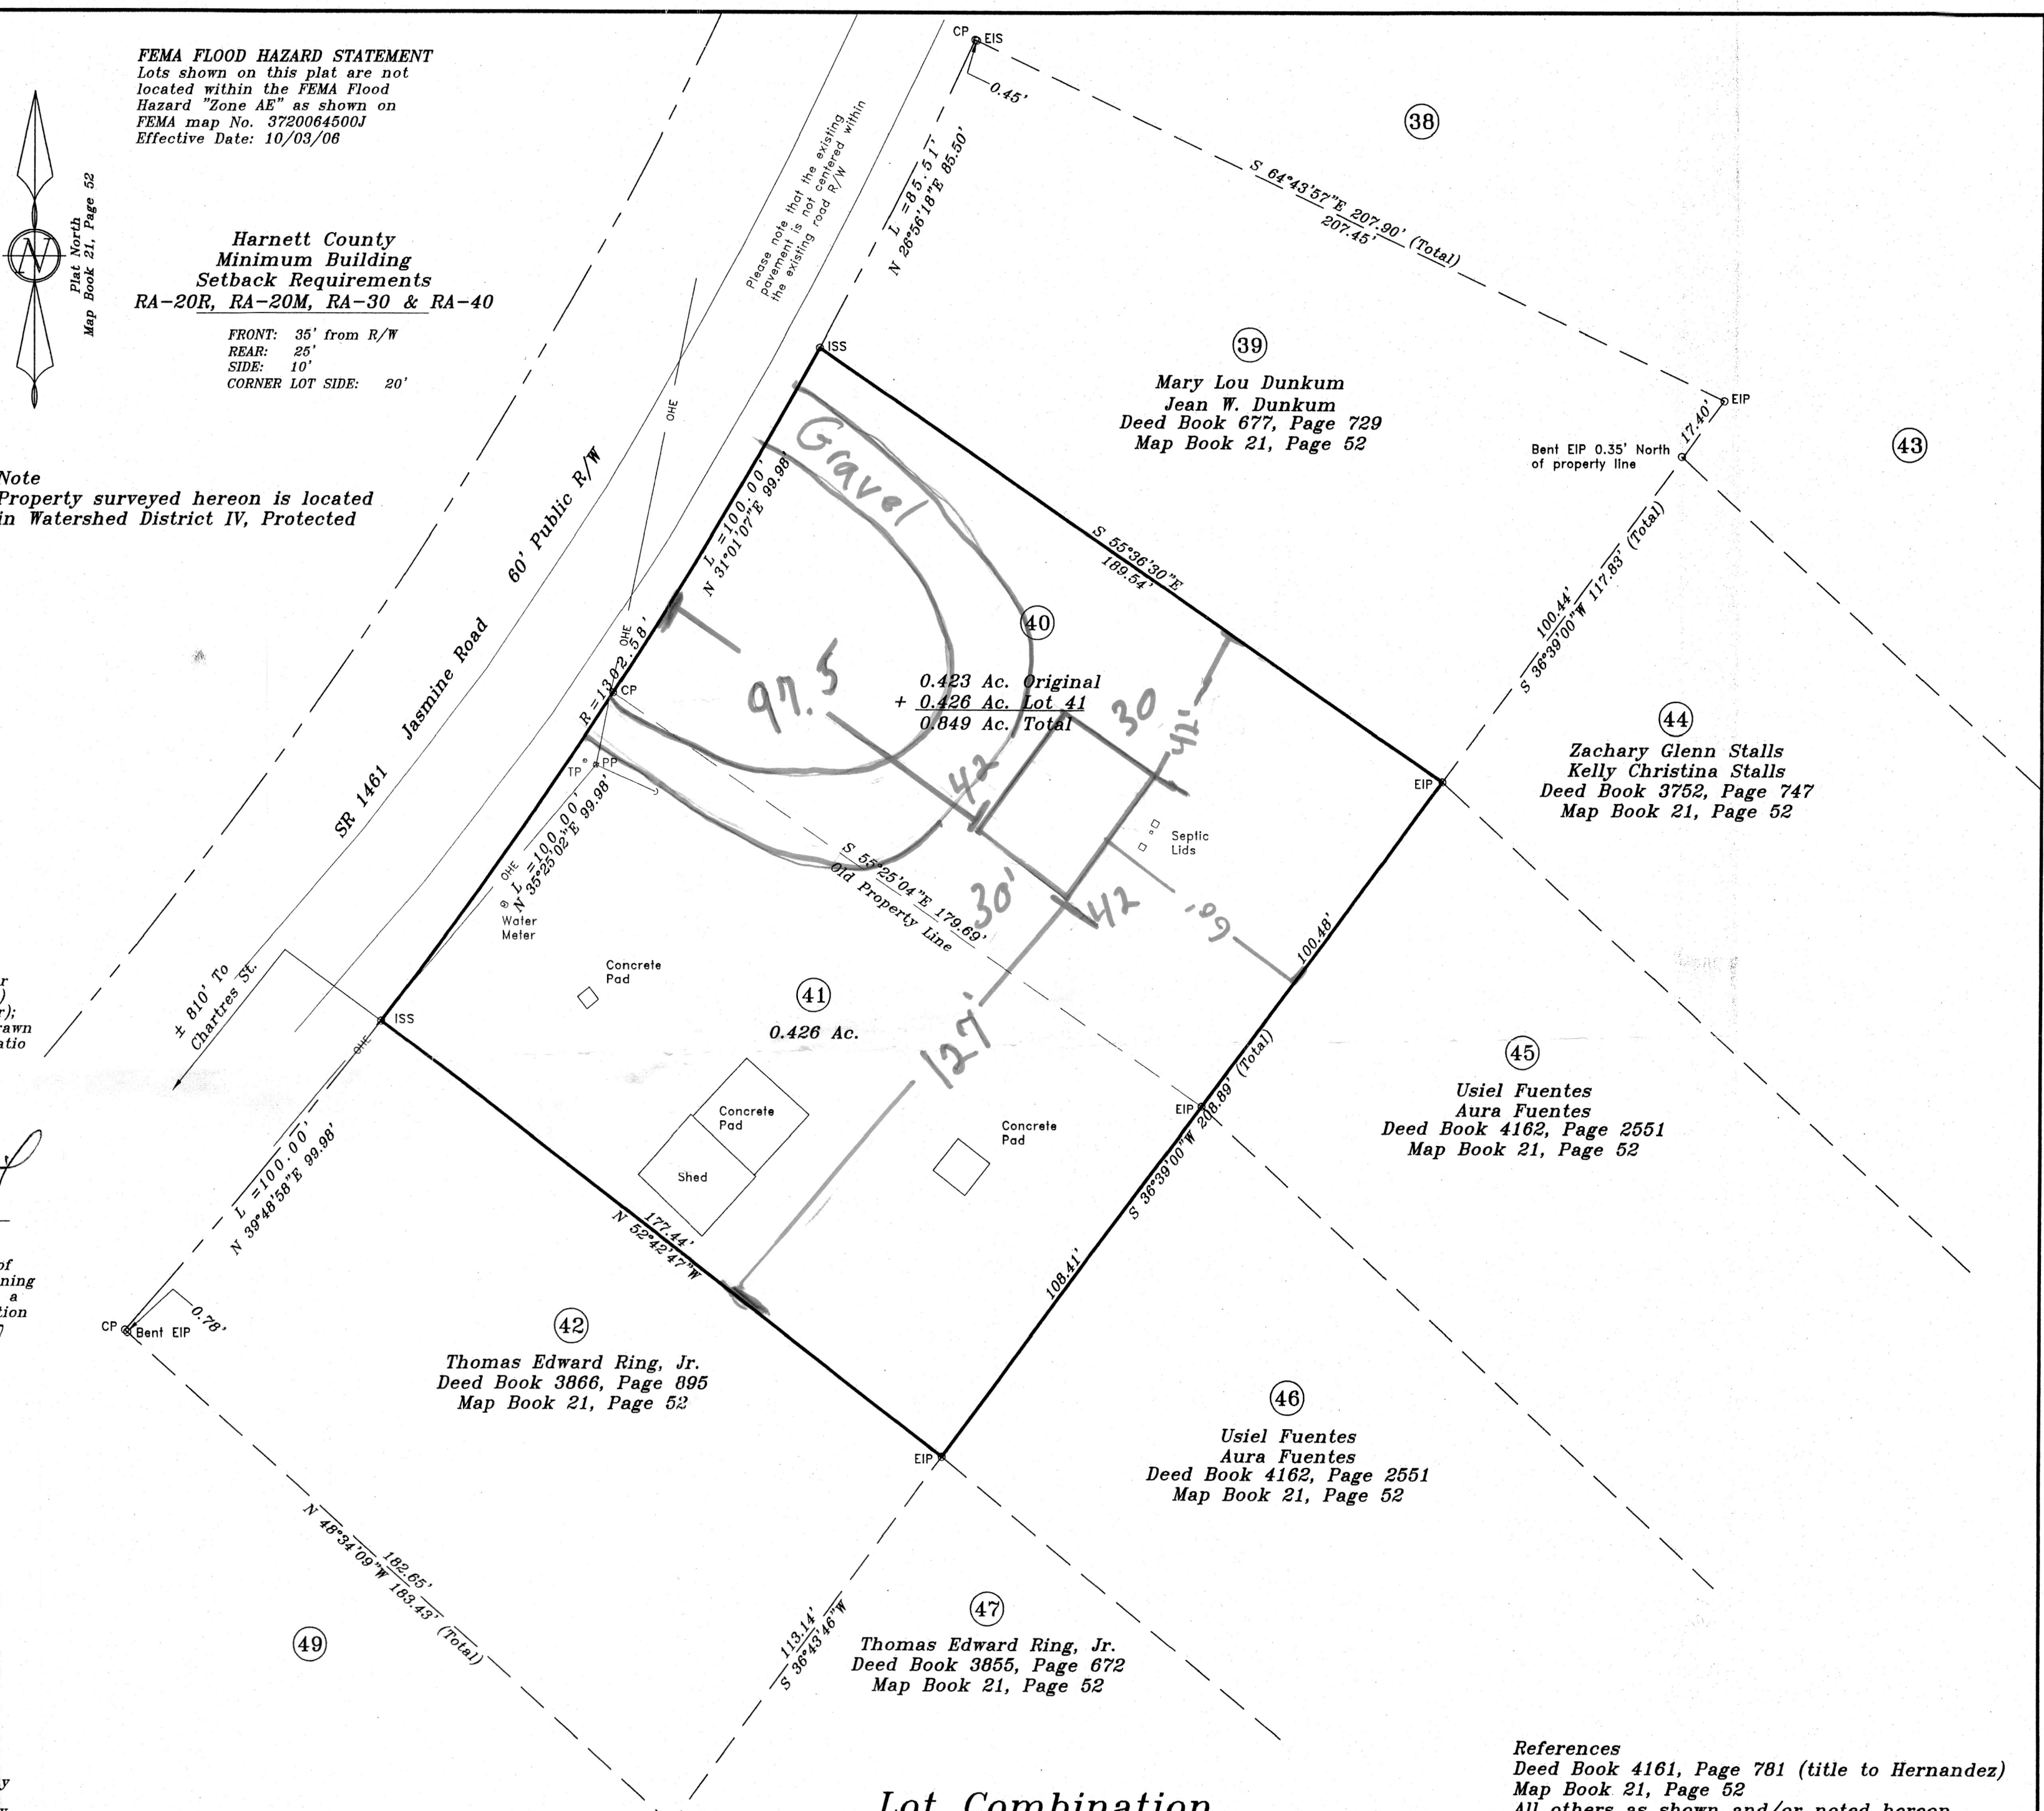 FEMA FLOOD HAZARD STATEMENT
Lots shown on this plat are not
located within the FEMA Flood
Hazard "Zone AE" as shown on
FEMA map No. 3720064500J
Effective Date: 10/03/06
N
Plat North
Map Book 21, Page 52
Harnett County
Minimum Building
Setback Requirements
RA-20R, RA-20M, RA-30 & RA-40
FRONT: 35' from R/W
REAR: 25'
SIDE: 10'
CORNER LOT SIDE: 20'
Note
Property surveyed hereon is located
in Watershed District IV, Protected
SR 1461 Jasmine Road 60' Public R/W
Please note that the existing
pavement is not centered within
the existing road R/W
CP
EIS
0.45'
L =85.51'
N 26°56'18"E 85.50'
38
S 64°43'57"E 207.90' (Total)
207.45'
ISS
39
Mary Lou Dunkum
Jean W. Dunkum
Deed Book 677, Page 729
Map Book 21, Page 52
EIP
17.40'
Bent EIP 0.35' North
of property line
43
OHE
Gravel
L =100.00'
N 31°01'07"E 99.98'
S 55°36'30"E
189.54'
100.44'
S 36°39'00"W 117.83' (Total)
OHE
R =1302.58'
CP
40
0.423 Ac. Original
+ 0.426 Ac. Lot 41
0.849 Ac. Total
97.5
30
42'
42
44
Zachary Glenn Stalls
Kelly Christina Stalls
Deed Book 3752, Page 747
Map Book 21, Page 52
EIP
TP
PP
Septic
Lids
OHE
L =100.00'
N 35°25'02"E 99.98'
S 55°25'04"E 179.69'
Old Property Line
30'
42
60'
100.48'
Water
Meter
± 810' To
Chartres St.
Concrete
Pad
41
0.426 Ac.
127'
ISS
OHE
45
Usiel Fuentes
Aura Fuentes
Deed Book 4162, Page 2551
Map Book 21, Page 52
EIP
S 36°39'00"W 208.89' (Total)
Concrete
Pad
Shed
Concrete
Pad
L =100.00'
N 39°48'58"E 99.98'
177.44'
N 52°42'47"W
108.41'
CP
Bent EIP
0.78'
42
Thomas Edward Ring, Jr.
Deed Book 3866, Page 895
Map Book 21, Page 52
EIP
46
Usiel Fuentes
Aura Fuentes
Deed Book 4162, Page 2551
Map Book 21, Page 52
182.65'
N 48°34'09"W 183.43' (Total)
49
113.14'
S 36°43'46"W
47
Thomas Edward Ring, Jr.
Deed Book 3855, Page 672
Map Book 21, Page 52
Lot Combination
References
Deed Book 4161, Page 781 (title to Hernandez)
Map Book 21, Page 52
All others as shown and/or noted hereon